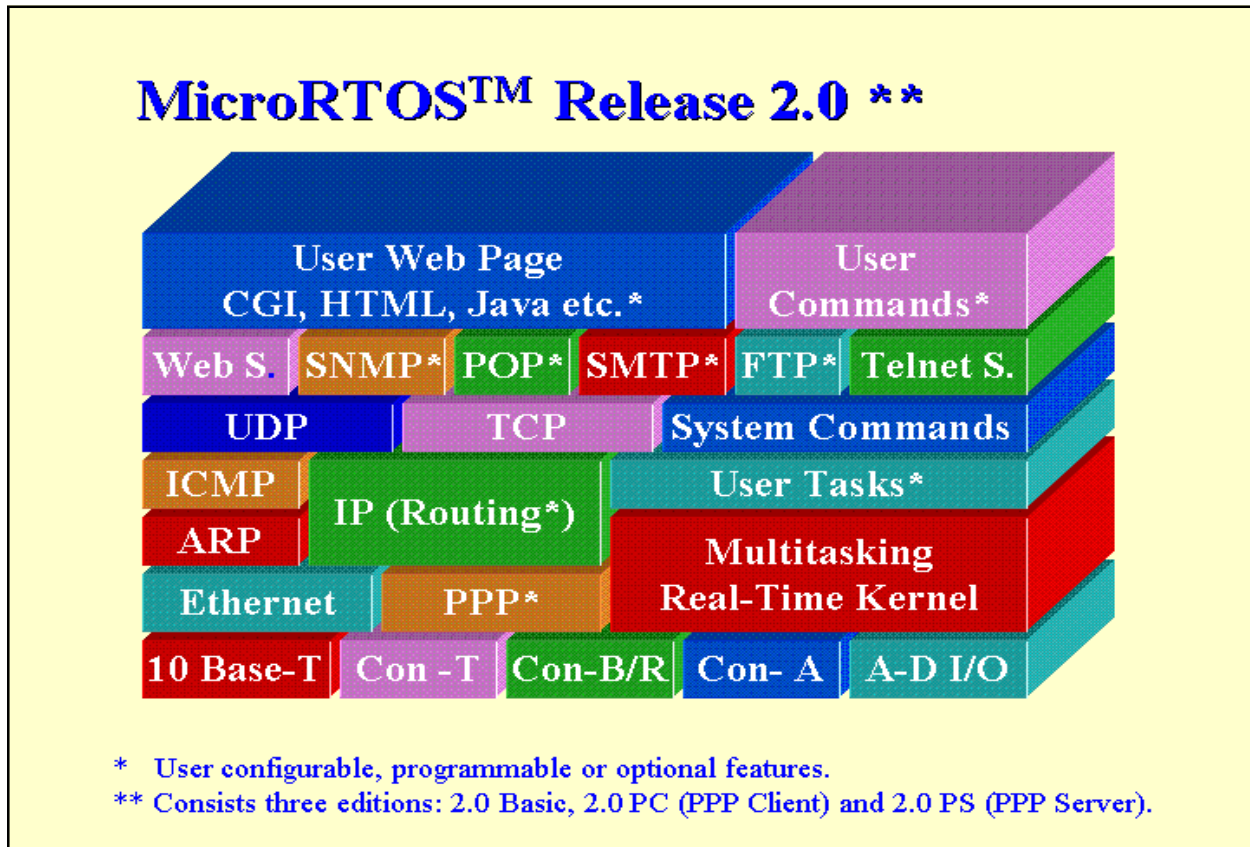 MicroRTOS™ Release 2.0 **
User Web Page
CGI, HTML, Java etc.*
User
Commands*
Web S.
SNMP*
POP*
SMTP*
FTP*
Telnet S.
UDP
TCP
System Commands
ICMP
IP (Routing*)
User Tasks*
ARP
Multitasking
Real-Time Kernel
Ethernet
PPP*
10 Base-T
Con -T
Con-B/R
Con- A
A-D I/O
* User configurable, programmable or optional features.
** Consists three editions: 2.0 Basic, 2.0 PC (PPP Client) and 2.0 PS (PPP Server).